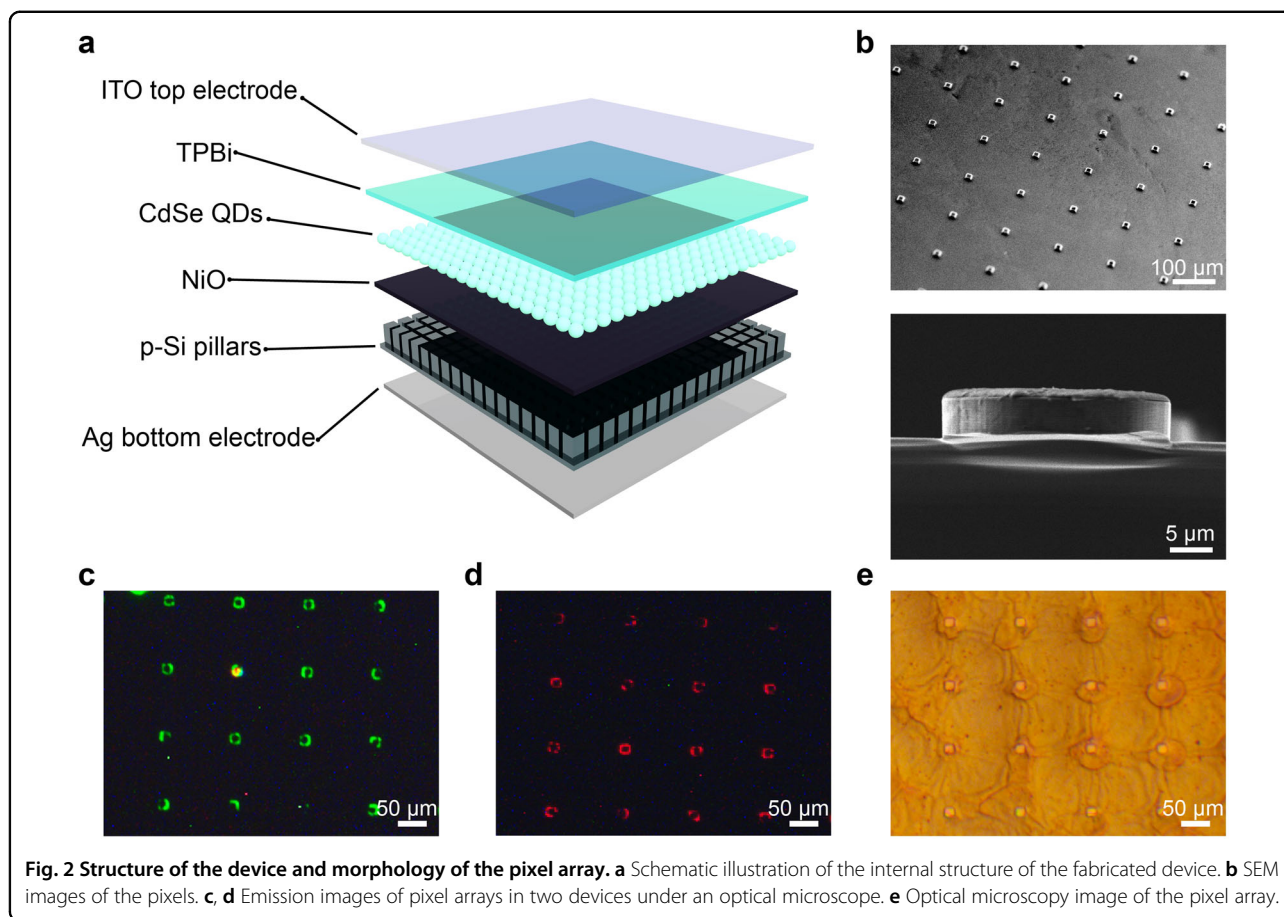 a
ITO top electrode
TPBi
CdSe QDs
NiO
p-Si pillars
Ag bottom electrode
b
100 µm
5 µm
c
50 µm
d
50 µm
e
50 µm
Fig. 2 Structure of the device and morphology of the pixel array. a Schematic illustration of the internal structure of the fabricated device. b SEM
images of the pixels. c, d Emission images of pixel arrays in two devices under an optical microscope. e Optical microscopy image of the pixel array.